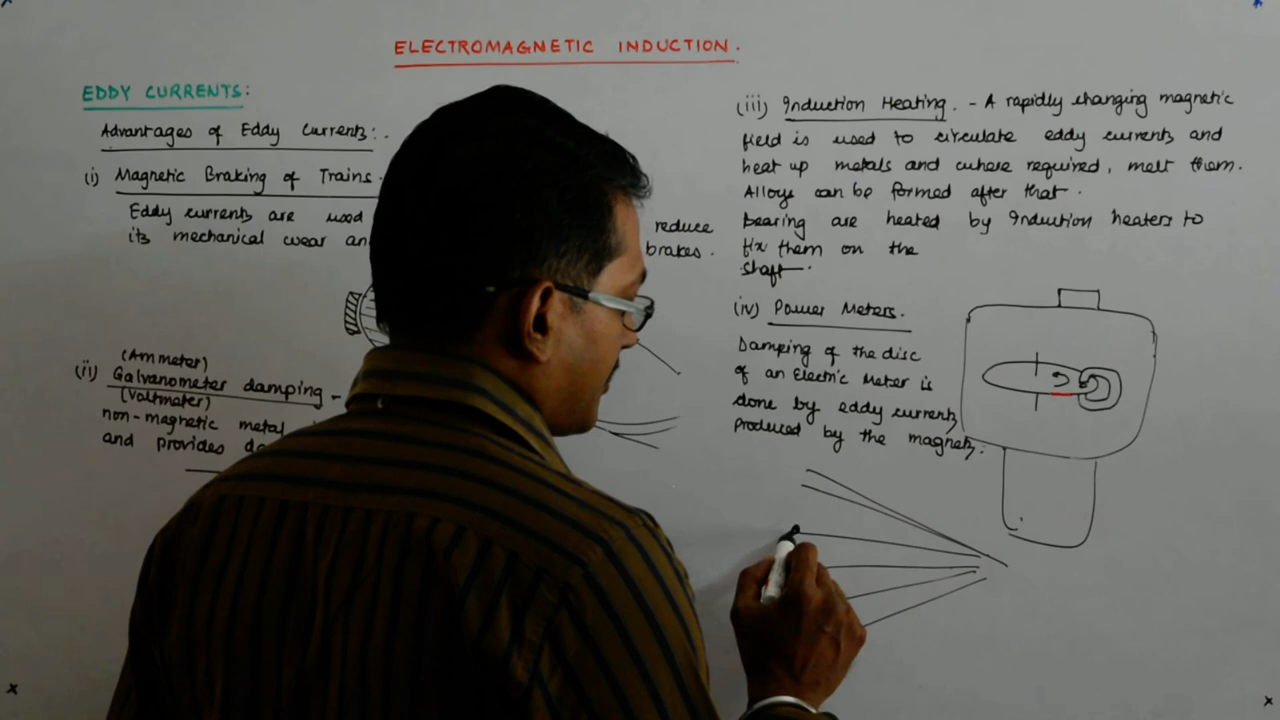 ELECTROMAGNETIC INDUCTION.
EDDY CURRENTS:
Advantages of Eddy Currents:.
(i) Magnetic Braking of Trains.
Eddy currents are used reduce
its mechanical wear an brakes.
(Ammeter)
(ii) Galvanometer damping -
(Voltmeter)
non-magnetic metal
and provides
(iii) Induction Heating. - A rapidly changing magnetic
field is used to circulate eddy currents and
heat up metals and where required, melt them.
Alloys can be formed after that.
Bearing are heated by Induction heaters to
fix them on the
shaft.
(iv) Power Meters.
Damping of the disc
of an Electric Meter is
done by eddy currents
Produced by the magnets.